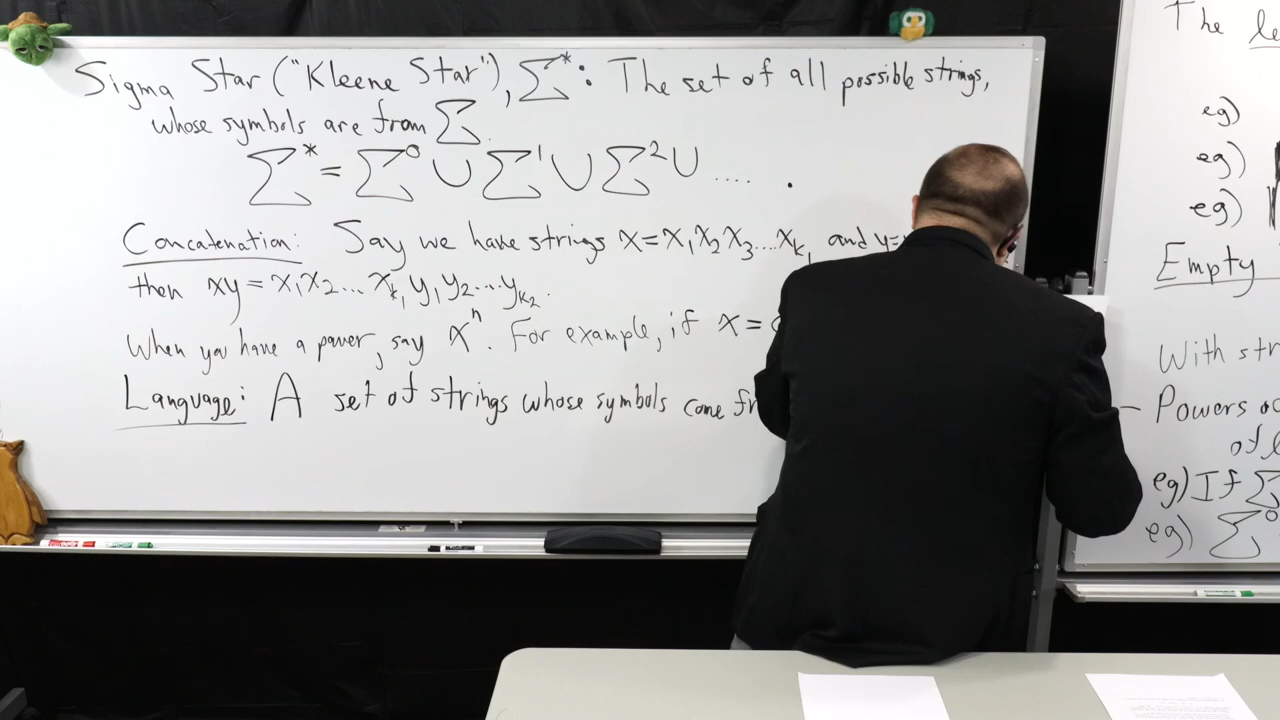 Sigma Star ("Kleene Star"), Σ*: The set of all possible strings,
whose symbols are from Σ.
Σ* = Σ⁰ ∪ Σ¹ ∪ Σ² ∪ .... .
Concatenation: Say we have strings x=x₁x₂x₃...xₖ₁ and y=
then xy = x₁x₂...xₖ₁y₁y₂...yₖ₂.
When you have a power, say xⁿ. For example, if x =
Language: A set of strings whose symbols come
The
eg)
eg)
eg)
Empty
With
- Powers
of
eg) If Σ
eg) Σ⁰